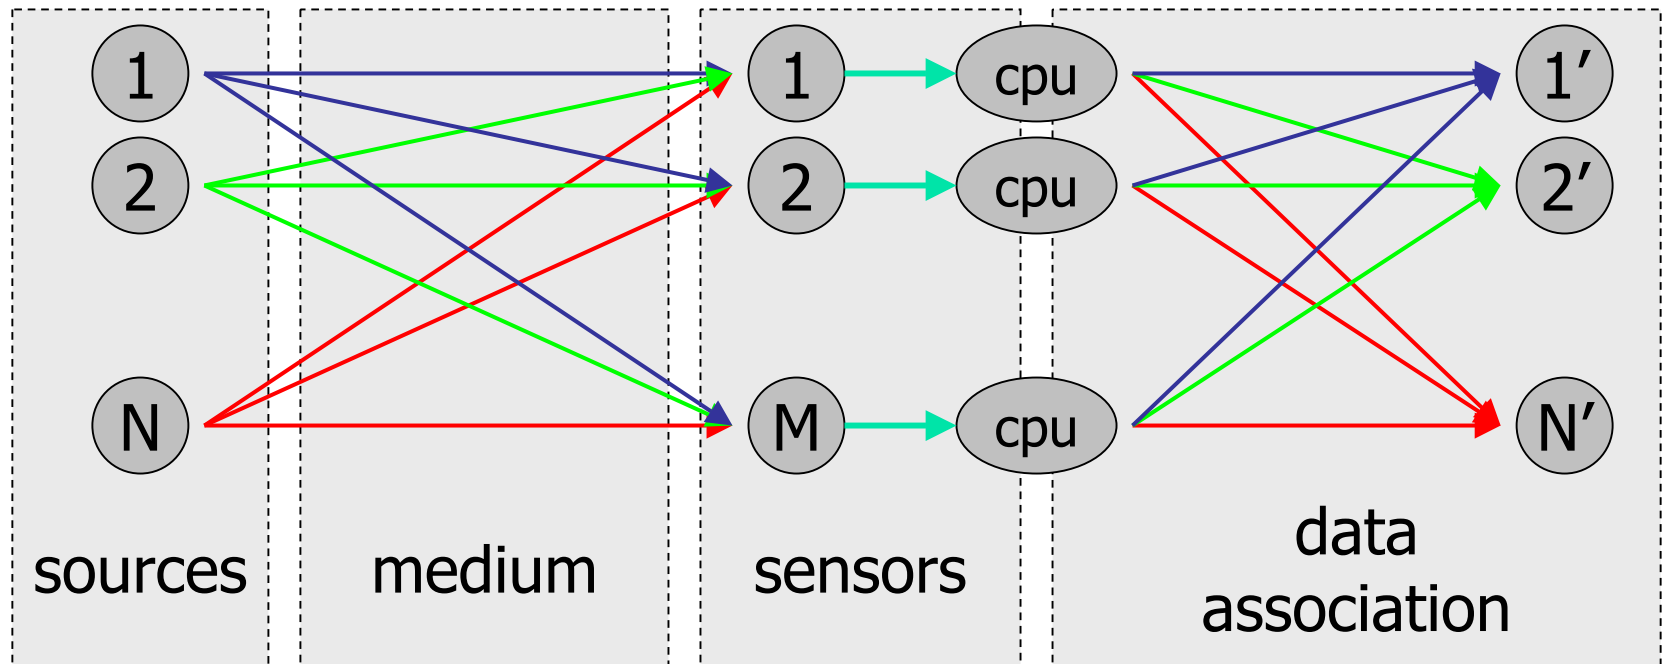 1 1 cpu 1′
2 2 cpu 2′
N M cpu N′
sources medium sensors data
association